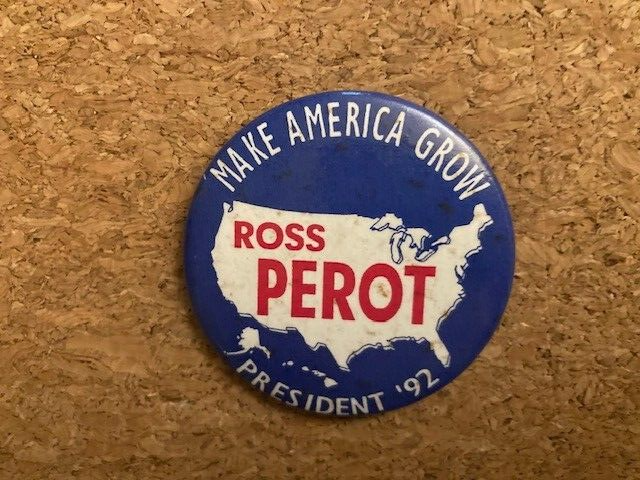 MAKE AMERICA GROW
ROSS
PEROT
PRESIDENT '92